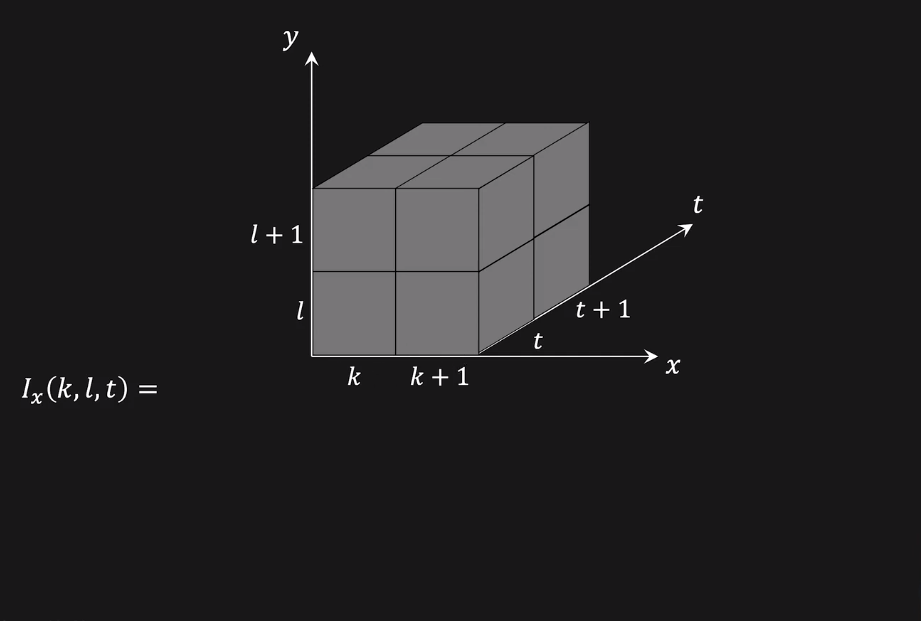 y
t
l + 1
l
t + 1
t
x
k
k + 1
I_x(k, l, t) =